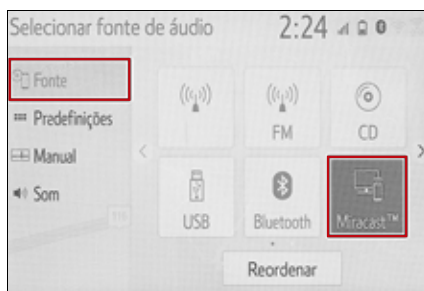 Selecionar fonte de áudio 2:24
Fonte
Predefinições
Manual
Som
FM
CD
USB
Bluetooth
Miracast™
Reordenar